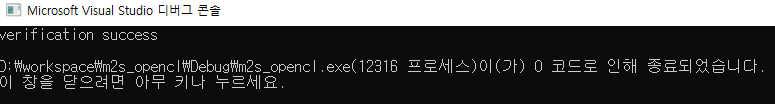 Microsoft Visual Studio 디버그 콘솔
verification success
D:\workspace\m2s_opencl\Debug\m2s_opencl.exe(12316 프로세스)이(가) 0 코드로 인해 종료되었습니다.
이 창을 닫으려면 아무 키나 누르세요.